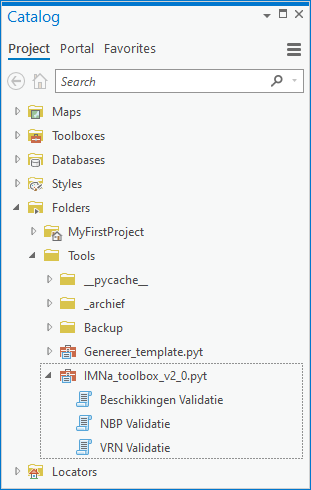 Catalog
Project Portal Favorites
Search
Maps
Toolboxes
Databases
Styles
Folders
MyFirstProject
Tools
__pycache__
_archief
Backup
Genereer_template.pyt
IMNa_toolbox_v2_0.pyt
Beschikkingen Validatie
NBP Validatie
VRN Validatie
Locators